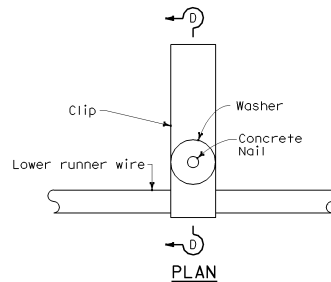 D
Clip
Washer
Concrete
Nail
Lower runner wire
D
PLAN